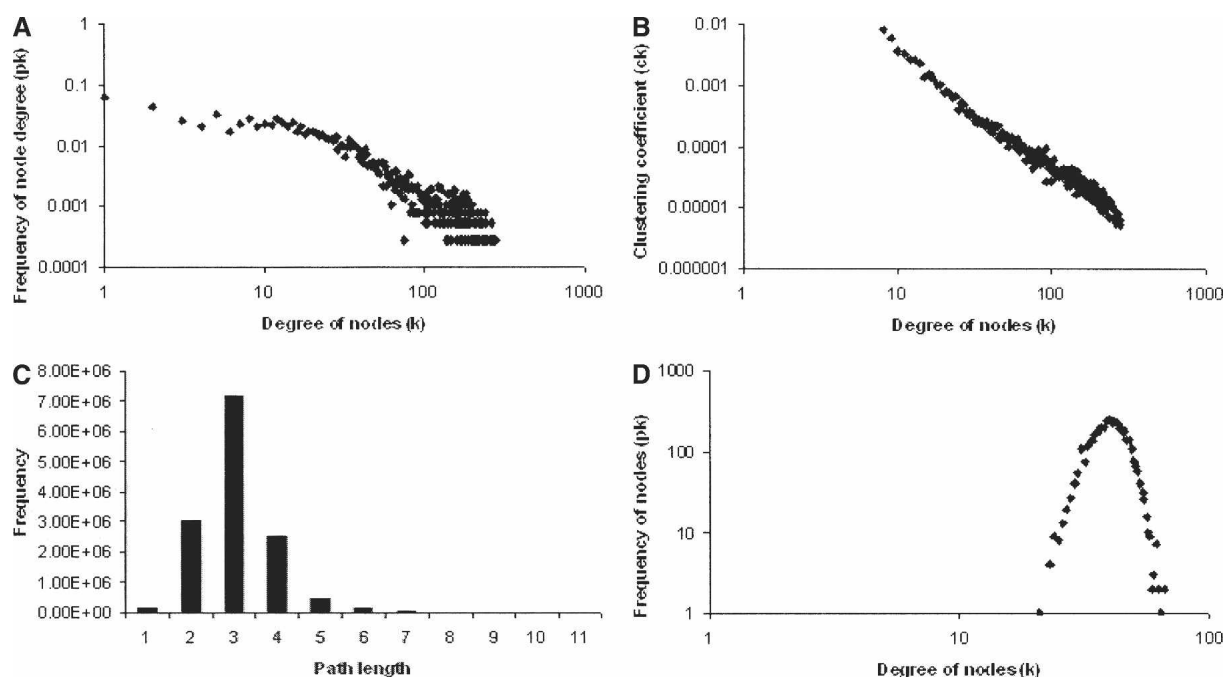 A
Frequency of node degree (pk)
1
0.1
0.01
0.001
0.0001
1 10 100 1000
Degree of nodes (k)
B
Clustering coefficient (ck)
0.01
0.001
0.0001
0.00001
0.000001
1 10 100 1000
Degree of nodes (k)
C
Frequency
8.00E+06
7.00E+06
6.00E+06
5.00E+06
4.00E+06
3.00E+06
2.00E+06
1.00E+06
0.00E+00
1 2 3 4 5 6 7 8 9 10 11
Path length
D
Frequency of nodes (pk)
1000
100
10
1
1 10 100
Degree of nodes (k)